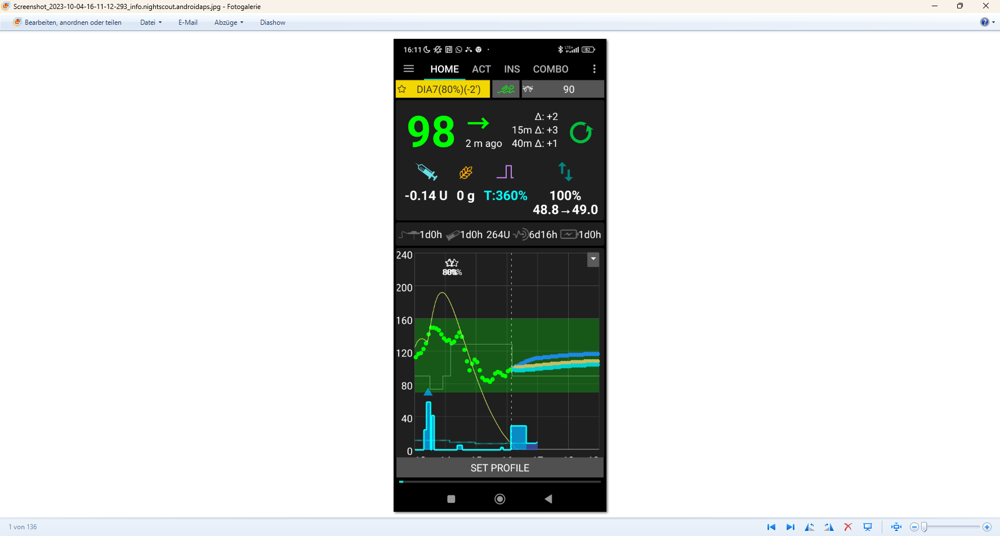 Screenshot_2023-10-04-16-11-12-293_info.nightscout.androidaps.jpg - Fotogalerie
Bearbeiten, anordnen oder teilen Datei E-Mail Abzüge Diashow
16:11 LTE+ 52
HOME ACT INS COMBO
DIA7(80%)(-2') 90
98 → 2 m ago
Δ: +2
15m Δ: +3
40m Δ: +1
-0.14 U 0 g T:360% 100%
48.8→49.0
1d0h 1d0h 264U 6d16h 1d0h
240
200
160
120
80
40
0
SET PROFILE
1 von 136